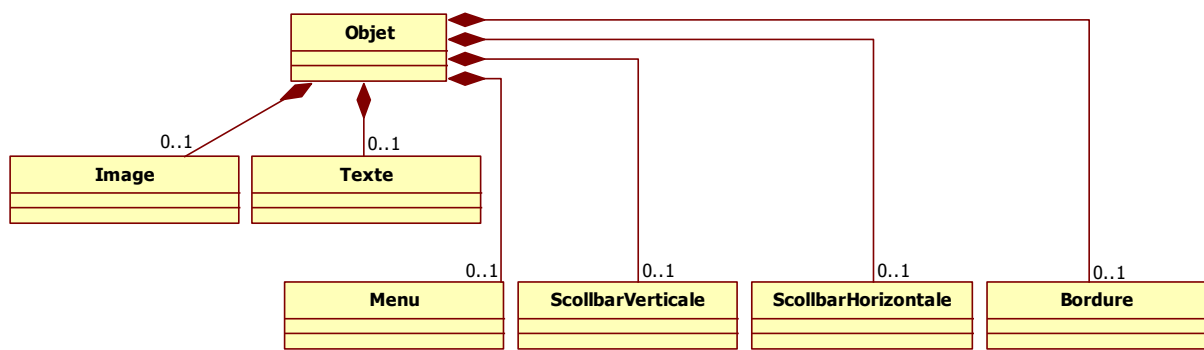 Objet
0..1
0..1
Image
Texte
0..1
0..1
0..1
0..1
Menu
ScollbarVerticale
ScollbarHorizontale
Bordure